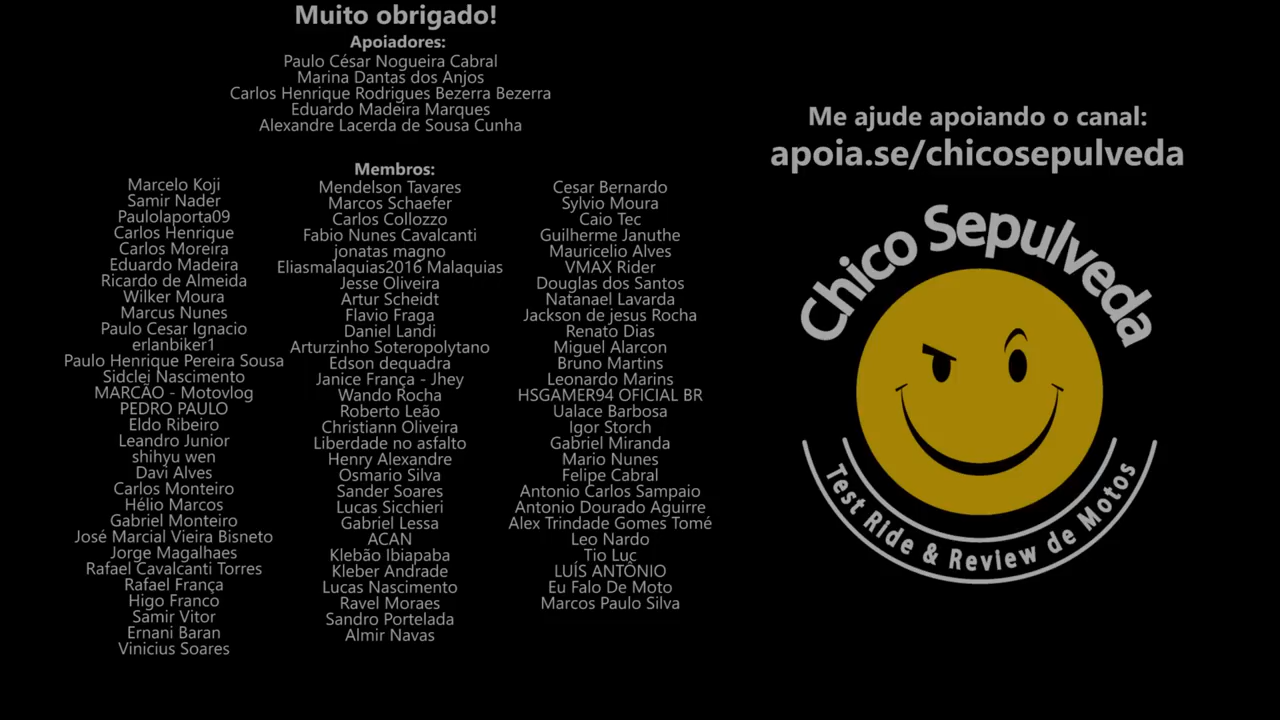 Muito obrigado!
Apoiadores:
Paulo César Nogueira Cabral
Marina Dantas dos Anjos
Carlos Henrique Rodrigues Bezerra Bezerra
Eduardo Madeira Marques
Alexandre Lacerda de Sousa Cunha
Membros:
Marcelo Koji
Samir Nader
Paulolaporta09
Carlos Henrique
Carlos Moreira
Eduardo Madeira
Ricardo de Almeida
Wilker Moura
Marcus Nunes
Paulo Cesar Ignacio
erlanbiker1
Paulo Henrique Pereira Sousa
Sidclei Nascimento
MARCÃO - Motovlog
PEDRO PAULO
Eldo Ribeiro
Leandro Junior
shihyu wen
Davi Alves
Carlos Monteiro
Hélio Marcos
Gabriel Monteiro
José Marcial Vieira Bisneto
Jorge Magalhaes
Rafael Cavalcanti Torres
Rafael França
Higo Franco
Samir Vitor
Ernani Baran
Vinicius Soares
Mendelson Tavares
Marcos Schaefer
Carlos Collozzo
Fabio Nunes Cavalcanti
jonatas magno
Eliasmalaquias2016 Malaquias
Jesse Oliveira
Artur Scheidt
Flavio Fraga
Daniel Landi
Arturzinho Soteropolytano
Edson dequadra
Janice França - Jhey
Wando Rocha
Roberto Leão
Christiann Oliveira
Liberdade no asfalto
Henry Alexandre
Osmario Silva
Sander Soares
Lucas Sicchieri
Gabriel Lessa
ACAN
Klebão Ibiapaba
Kleber Andrade
Lucas Nascimento
Ravel Moraes
Sandro Portelada
Almir Navas
Cesar Bernardo
Sylvio Moura
Caio Tec
Guilherme Januthe
Mauricelio Alves
VMAX Rider
Douglas dos Santos
Natanael Lavarda
Jackson de jesus Rocha
Renato Dias
Miguel Alarcon
Bruno Martins
Leonardo Marins
HSGAMER94 OFICIAL BR
Ualace Barbosa
Igor Storch
Gabriel Miranda
Mario Nunes
Felipe Cabral
Antonio Carlos Sampaio
Antonio Dourado Aguirre
Alex Trindade Gomes Tomé
Leo Nardo
Tio Luc
LUÍS ANTÔNIO
Eu Falo De Moto
Marcos Paulo Silva
Me ajude apoiando o canal:
apoia.se/chicosepulveda
Chico Sepulveda
Test Ride & Review de Motos